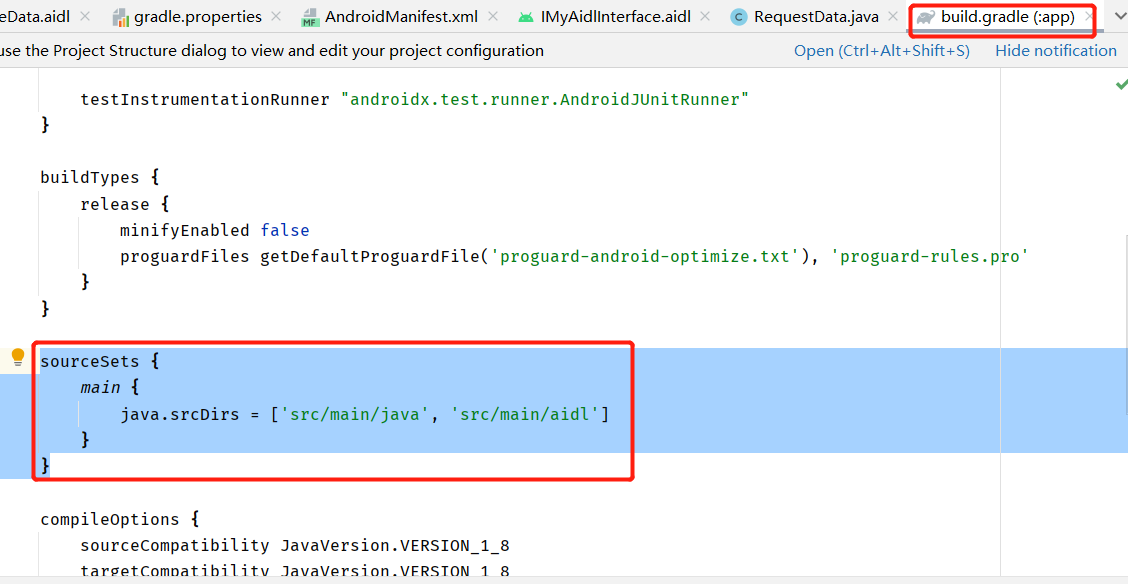 eData.aidl gradle.properties MF AndroidManifest.xml IMyAidlInterface.aidl C RequestData.java build.gradle (:app)
use the Project Structure dialog to view and edit your project configuration Open (Ctrl+Alt+Shift+S) Hide notification
testInstrumentationRunner "androidx.test.runner.AndroidJUnitRunner"
}
buildTypes {
release {
minifyEnabled false
proguardFiles getDefaultProguardFile('proguard-android-optimize.txt'), 'proguard-rules.pro'
}
}
sourceSets {
main {
java.srcDirs = ['src/main/java', 'src/main/aidl']
}
}
compileOptions {
sourceCompatibility JavaVersion.VERSION_1_8
targetCompatibility JavaVersion.VERSION_1_8